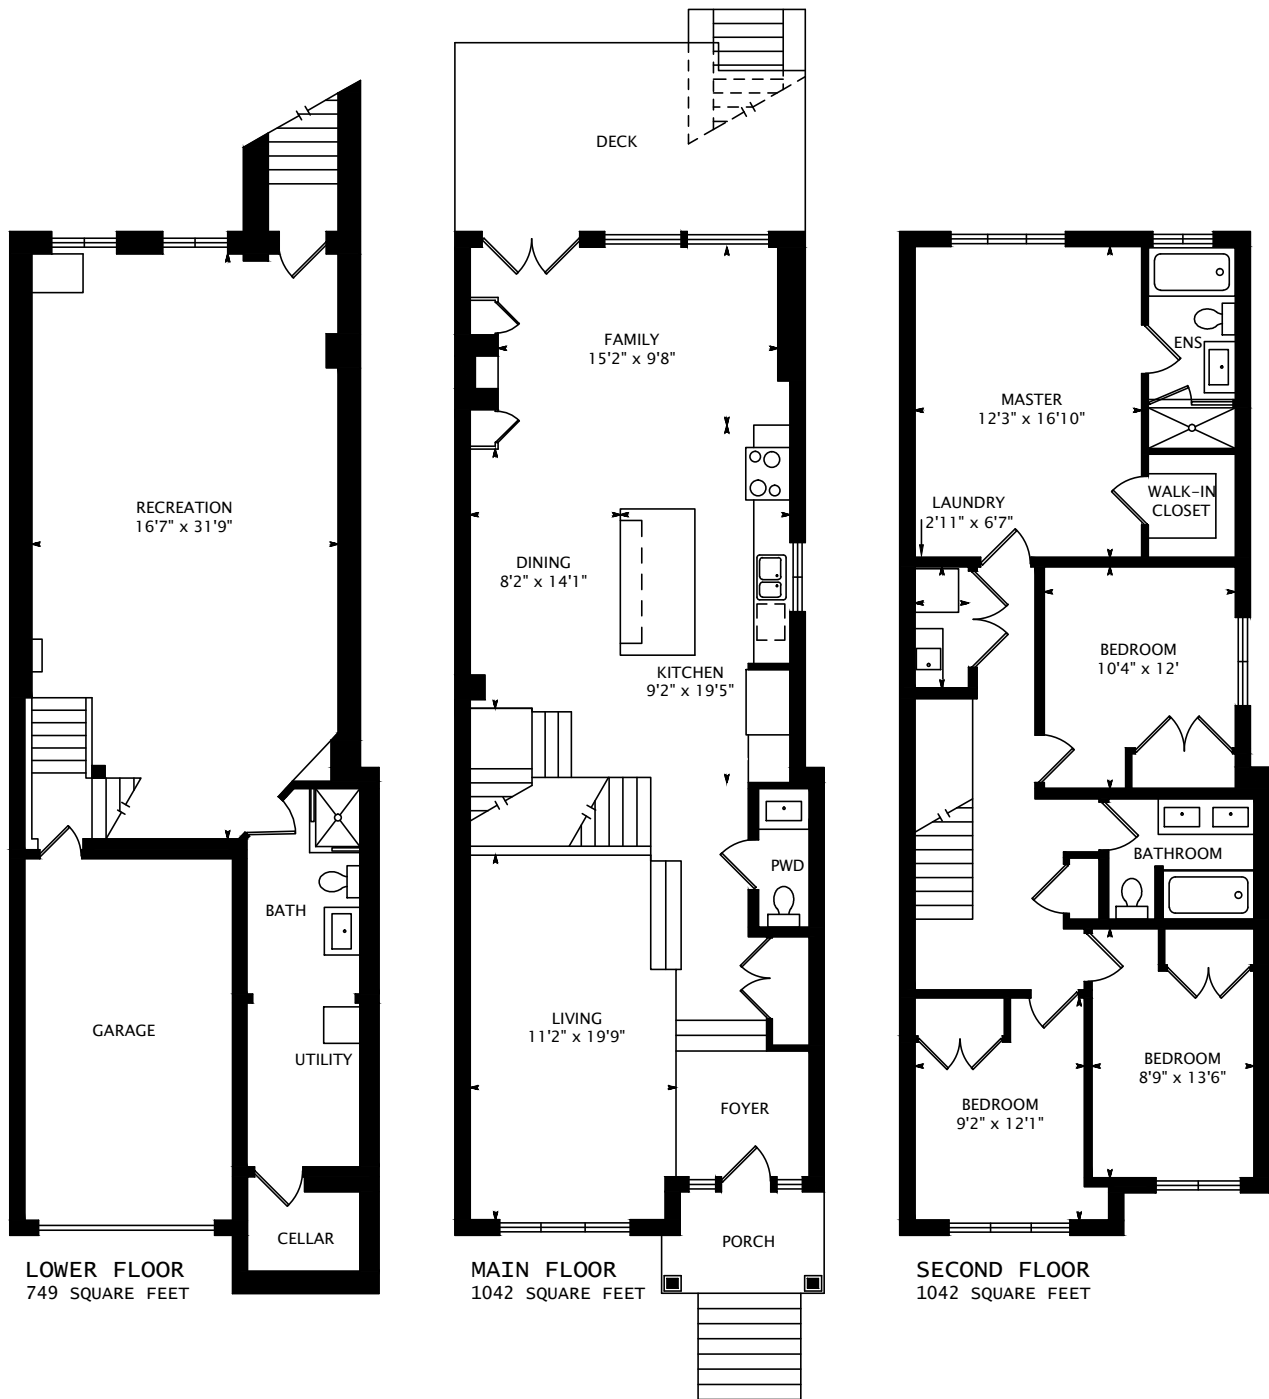 RECREATION
16'7" x 31'9"
BATH
GARAGE
UTILITY
CELLAR
LOWER FLOOR
749 SQUARE FEET
DECK
FAMILY
15'2" x 9'8"
DINING
8'2" x 14'1"
KITCHEN
9'2" x 19'5"
PWD
LIVING
11'2" x 19'9"
FOYER
PORCH
MAIN FLOOR
1042 SQUARE FEET
ENS
MASTER
12'3" x 16'10"
WALK-IN
CLOSET
LAUNDRY
2'11" x 6'7"
BEDROOM
10'4" x 12'
BATHROOM
BEDROOM
8'9" x 13'6"
BEDROOM
9'2" x 12'1"
SECOND FLOOR
1042 SQUARE FEET